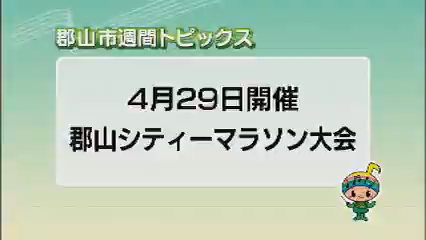 郡山市週間トピックス
4月29日開催
郡山シティーマラソン大会